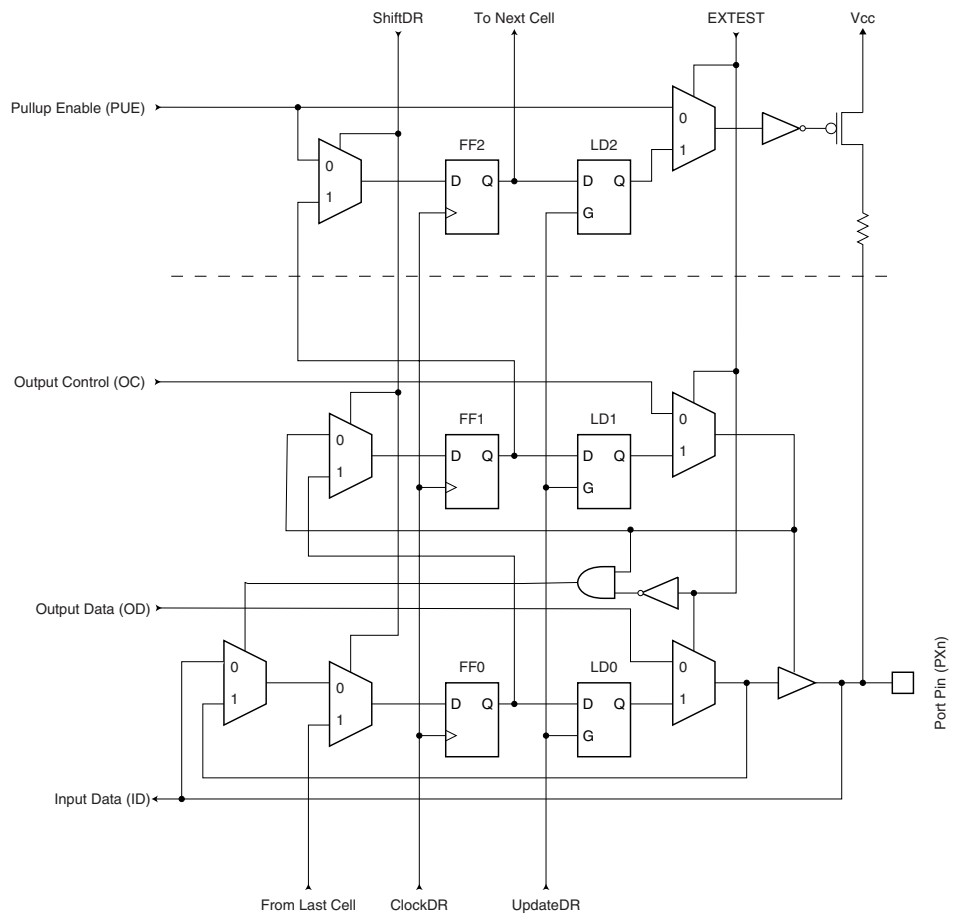 ShiftDR To Next Cell EXTEST Vcc
Pullup Enable (PUE)
0
1
FF2
D Q
LD2
D Q
G
0
1
Output Control (OC)
0
1
FF1
D Q
LD1
D Q
G
0
1
Output Data (OD)
0
1
0
1
FF0
D Q
LD0
D Q
G
0
1
Port Pin (PXn)
Input Data (ID)
From Last Cell ClockDR UpdateDR